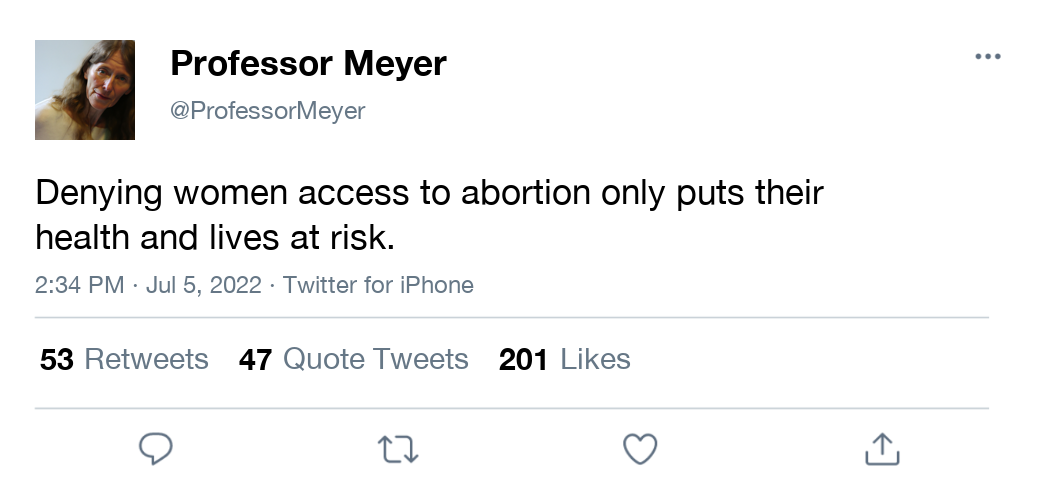 Professor Meyer
@ProfessorMeyer
Denying women access to abortion only puts their
health and lives at risk.
2:34 PM · Jul 5, 2022 · Twitter for iPhone
53 Retweets 47 Quote Tweets 201 Likes